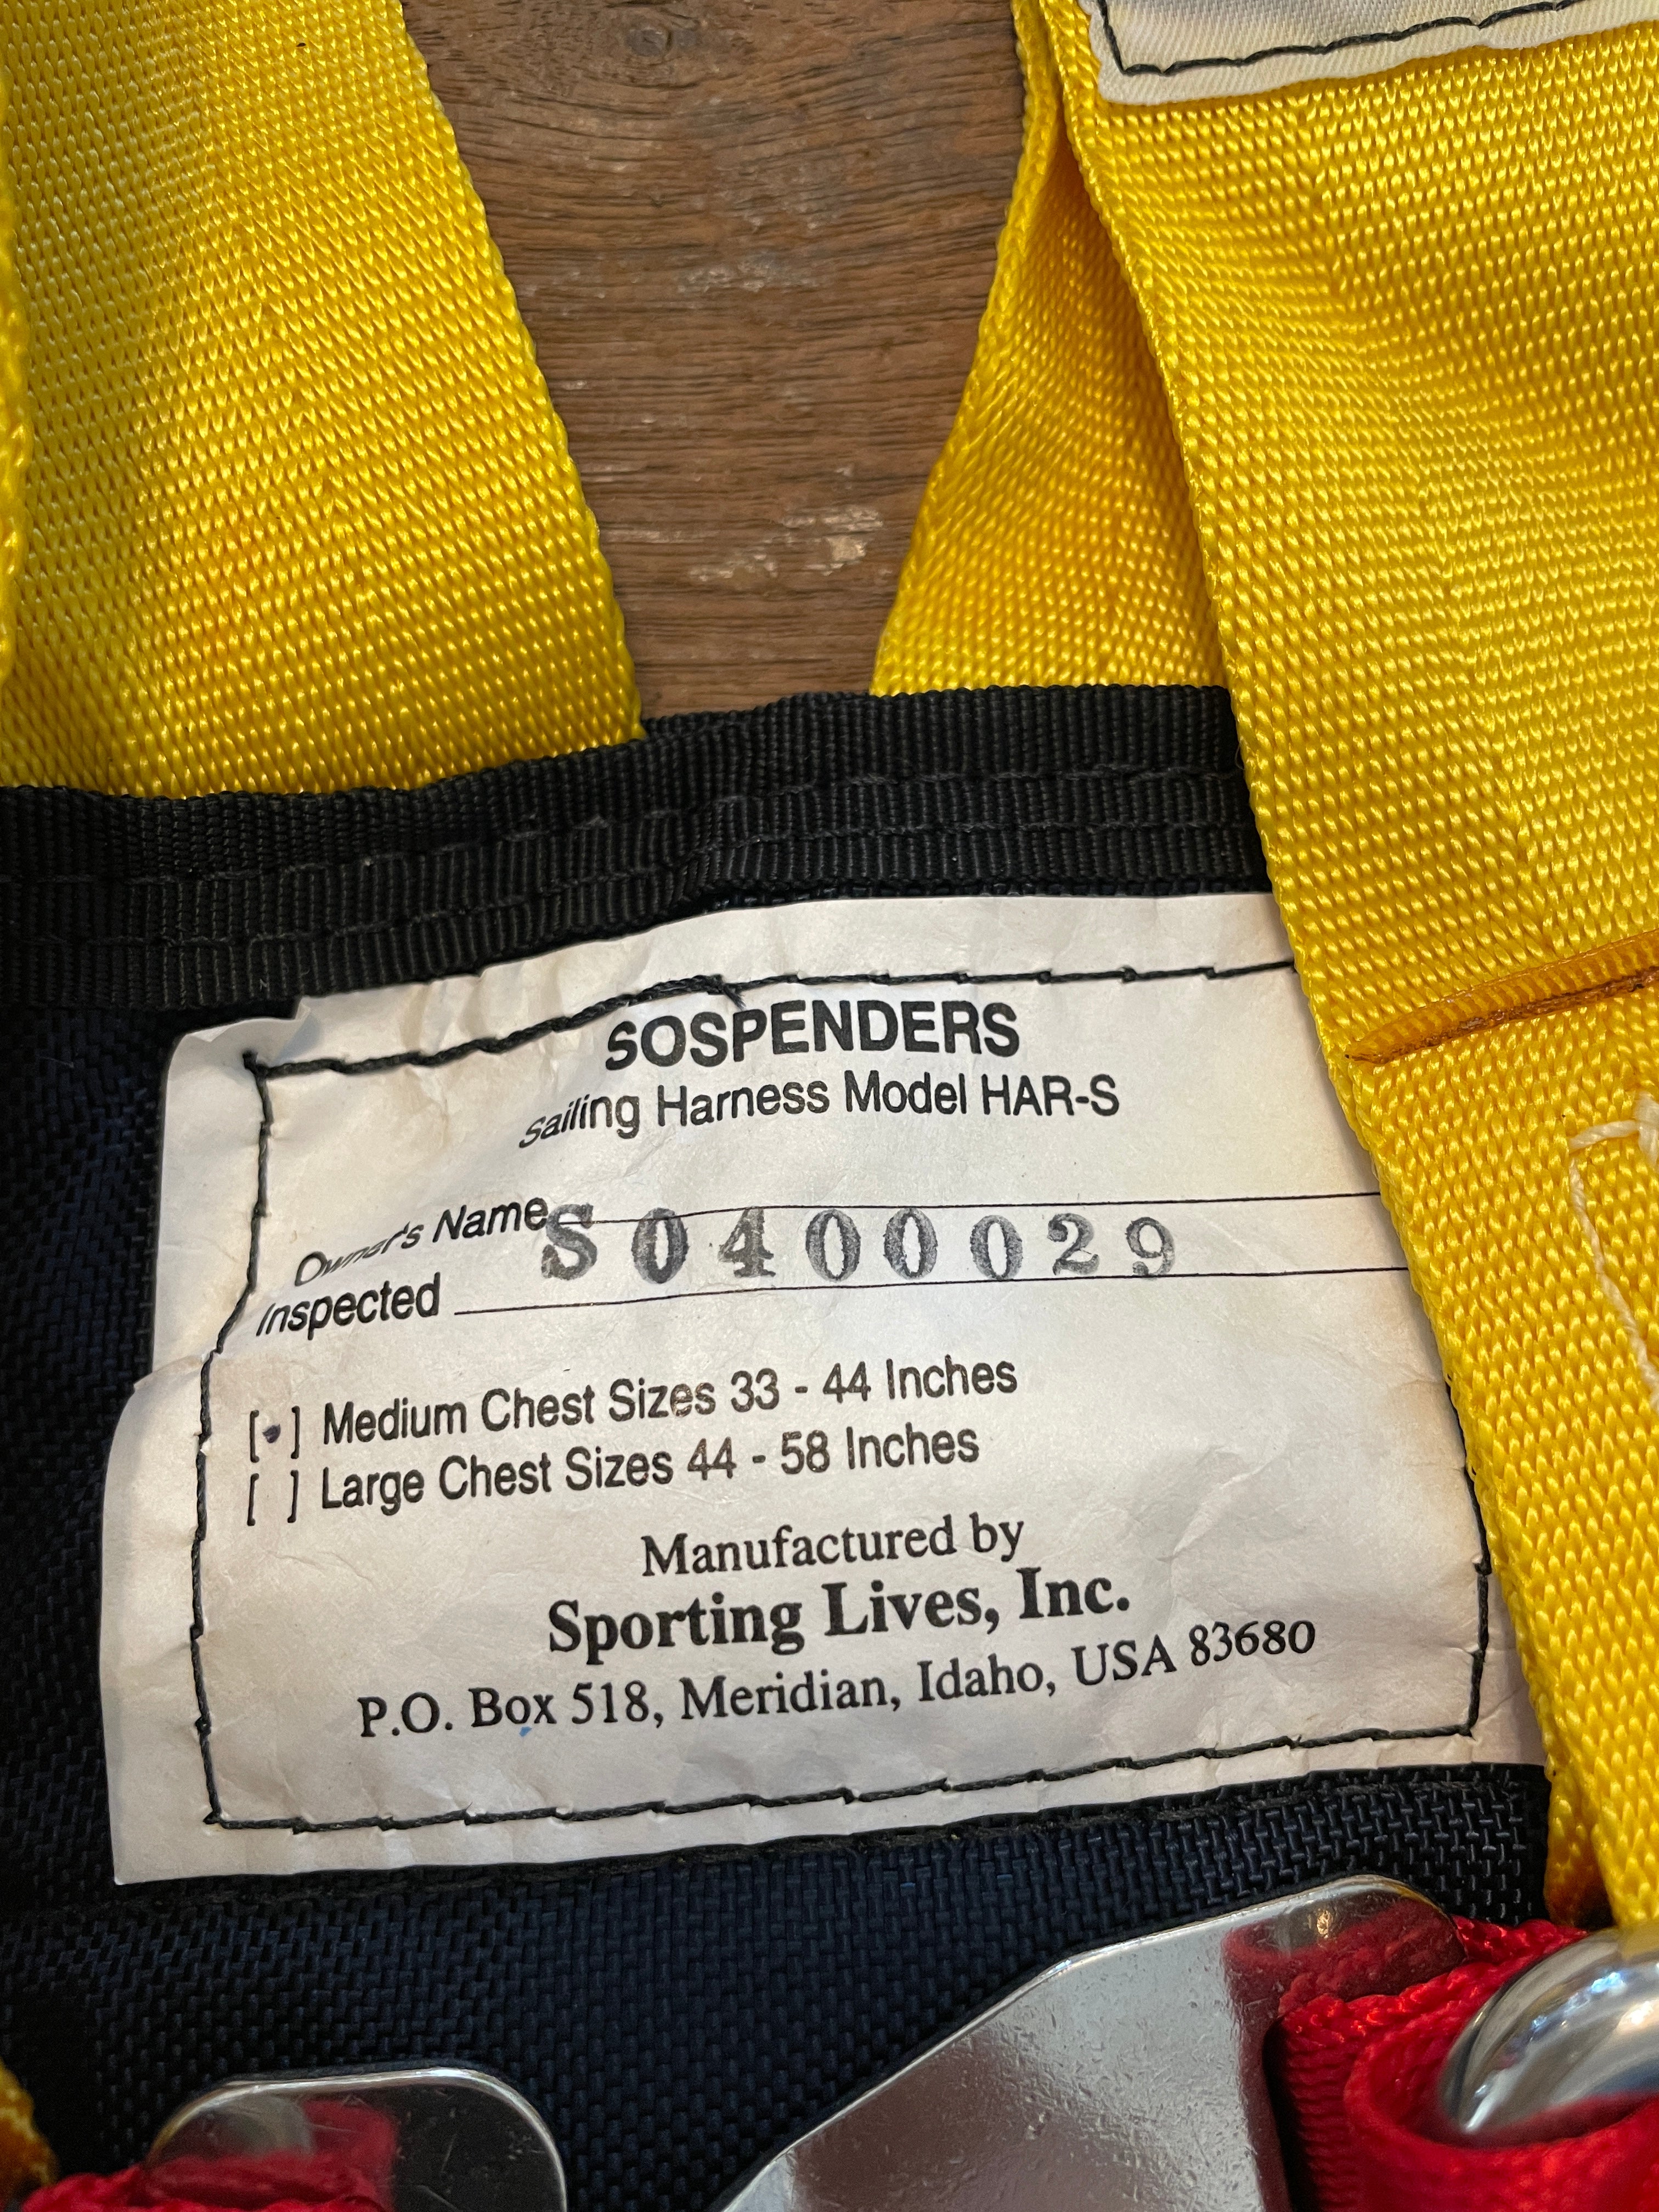 SOSPENDERS
Sailing Harness Model HAR-S
Owner's Name S0400029
Inspected
[•] Medium Chest Sizes 33 - 44 Inches
[ ] Large Chest Sizes 44 - 58 Inches
Manufactured by
Sporting Lives, Inc.
P.O. Box 518, Meridian, Idaho, USA 83680